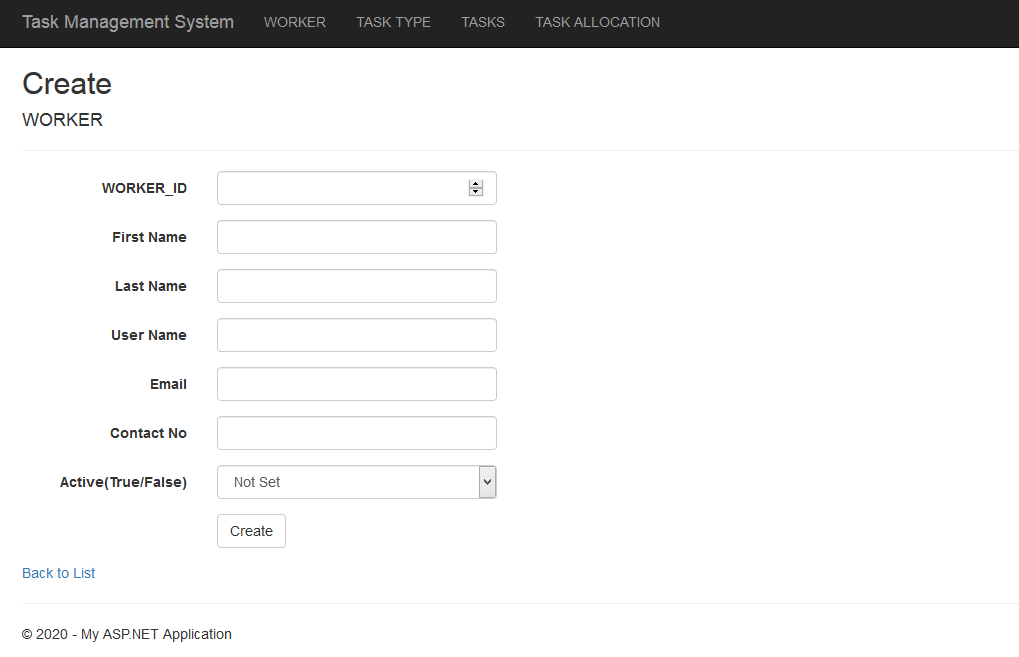 Task Management System WORKER TASK TYPE TASKS TASK ALLOCATION
Create
WORKER
WORKER_ID
First Name
Last Name
User Name
Email
Contact No
Active(True/False) Not Set
Create
Back to List
© 2020 - My ASP.NET Application